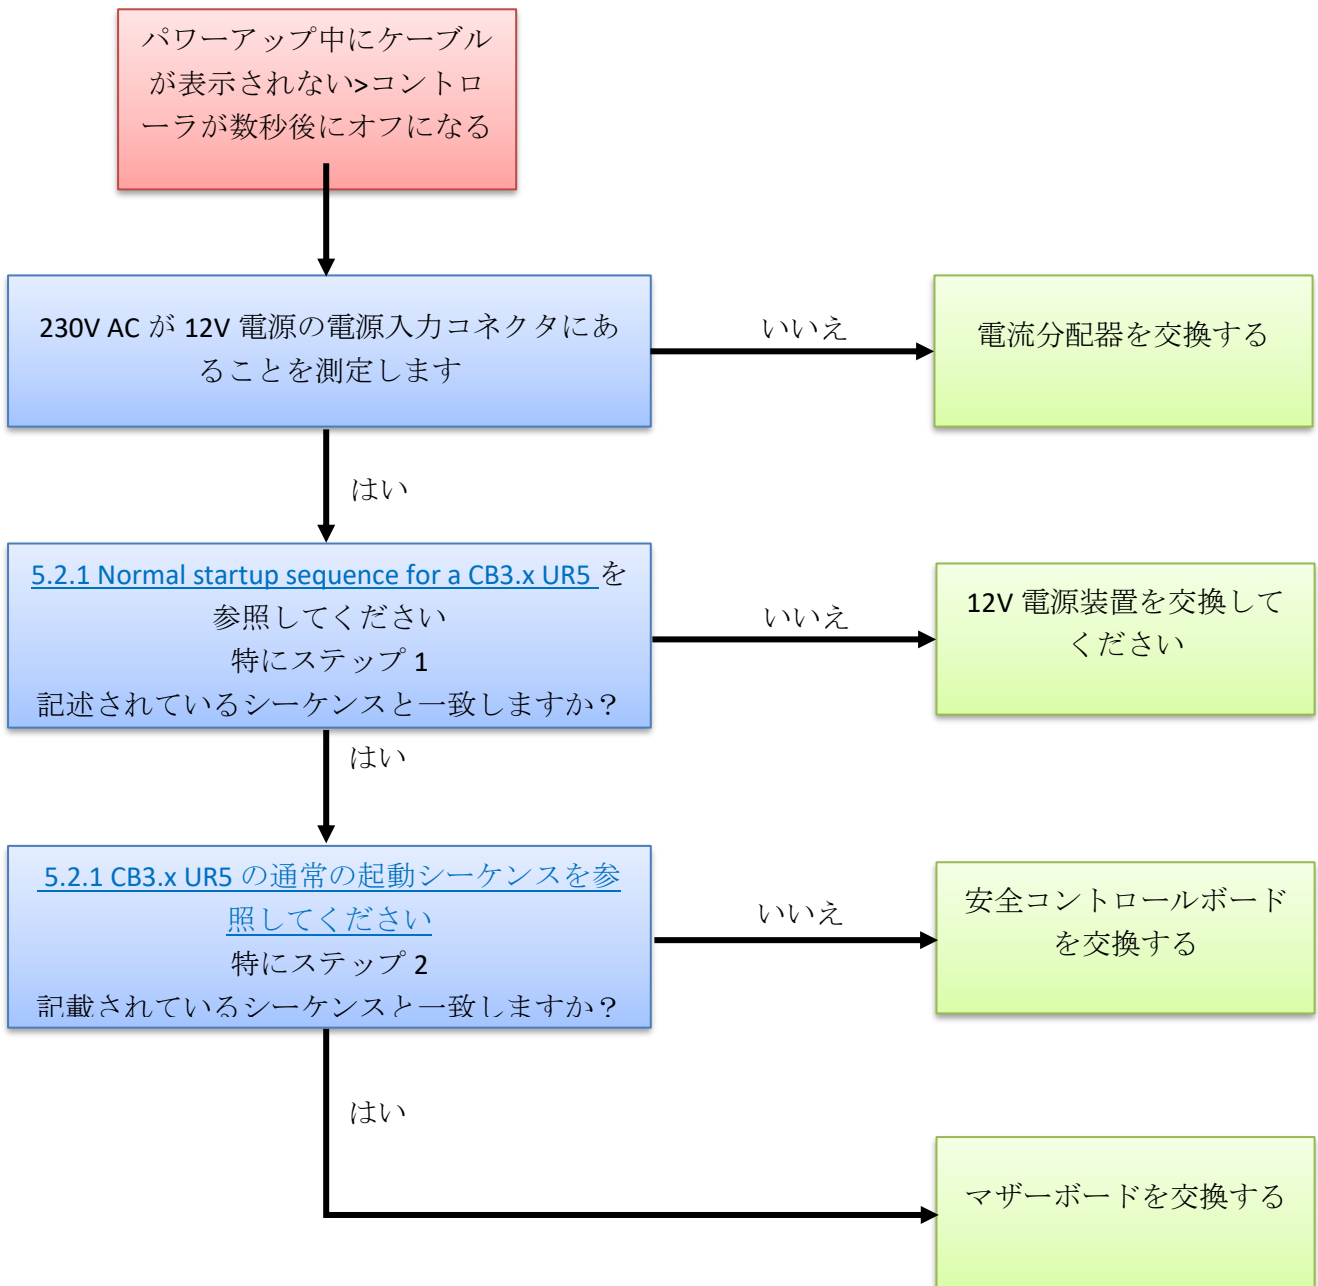 パワーアップ中にケーブル
が表示されない>コントロ
ーラが数秒後にオフになる
230V AC が 12V 電源の電源入力コネクタにあ
ることを測定します
いいえ
電流分配器を交換する
はい
5.2.1 Normal startup sequence for a CB3.x UR5 を
参照してください
特にステップ 1
記述されているシーケンスと一致しますか？
いいえ
12V 電源装置を交換して
ください
はい
5.2.1 CB3.x UR5 の通常の起動シーケンスを参
照してください
特にステップ 2
記載されているシーケンスと一致しますか？
いいえ
安全コントロールボード
を交換する
はい
マザーボードを交換する